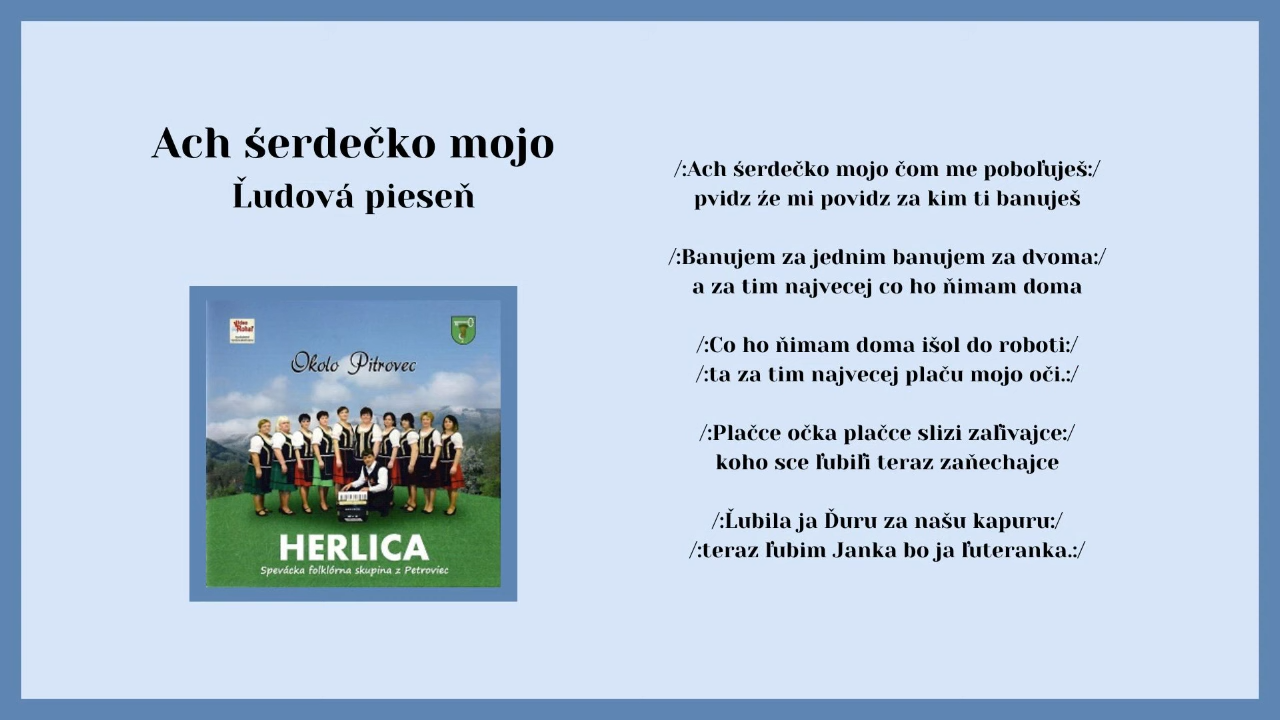 Ach śerdečko mojo
Ľudová pieseň
/:Ach śerdečko mojo čom me poboľuješ:/
pvidz źe mi povidz za kim ti banuješ
/:Banujem za jednim banujem za dvoma:/
a za tim najvecej co ho ňimam doma
/:Co ho ňimam doma išol do roboti:/
/:ta za tim najvecej plaču mojo oči.:/
/:Plačce očka plačce slizi zaľivajce:/
koho sce ľubiľi teraz zaňechajce
/:Ľubila ja Ďuru za našu kapuru:/
/:teraz ľubim Janka bo ja ľuteranka.:/
Okolo Pitrovec
HERLICA
Spevácka folklórna skupina z Petroviec